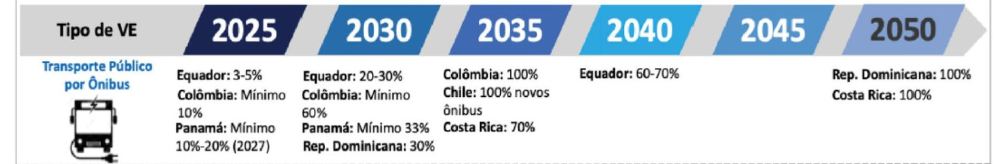 Tipo de VE
2025
2030
2035
2040
2045
2050
Transporte Público
por Ônibus
Equador: 3-5%
Colômbia: Mínimo
10%
Panamá: Mínimo
10%-20% (2027)
Equador: 20-30%
Colômbia: Mínimo
60%
Panamá: Mínimo 33%
Rep. Dominicana: 30%
Colômbia: 100%
Chile: 100% novos
ônibus
Costa Rica: 70%
Equador: 60-70%
Rep. Dominicana: 100%
Costa Rica: 100%